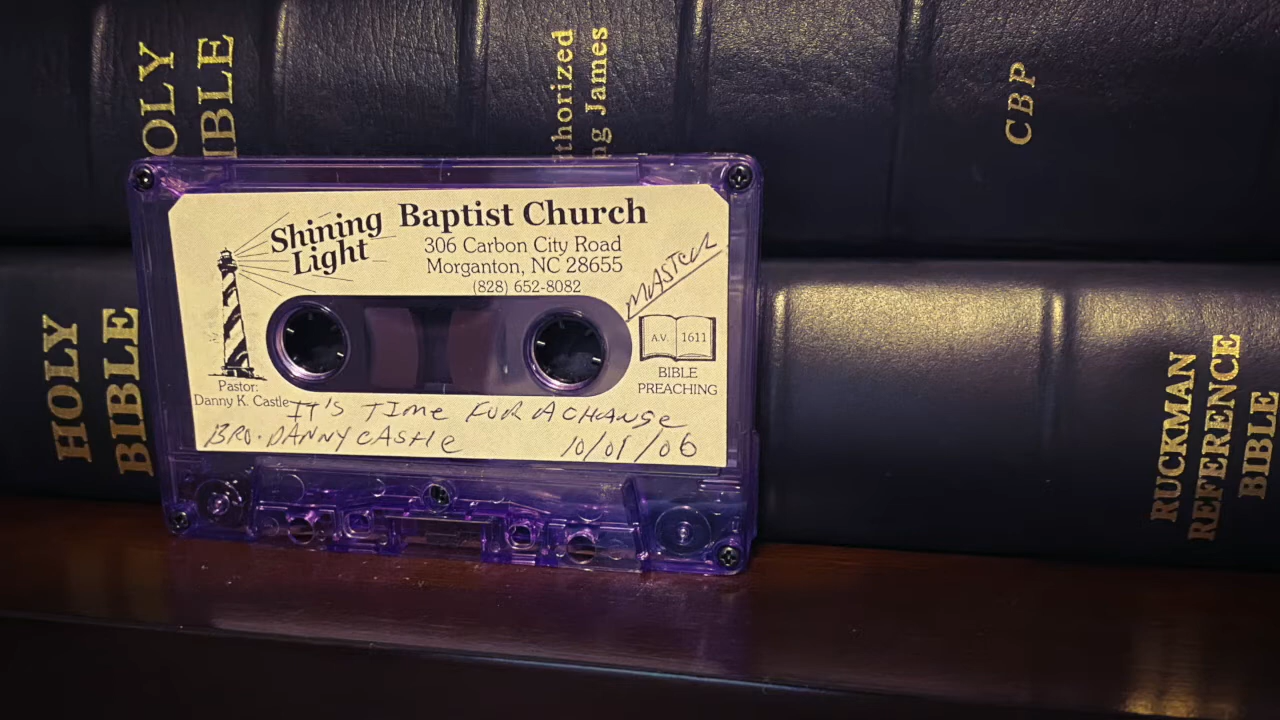 HOLY
BIBLE
Authorized
King James
CBP
Shining
Light
Baptist Church
306 Carbon City Road
Morganton, NC 28655
(828) 652-8082
MASTER
A.V. 1611
BIBLE
PREACHING
Pastor:
Danny K. Castle
IT'S TIME FOR A CHANGE
BRO. DANNY CASTLE 10/01/06
HOLY
BIBLE
RUCKMAN
REFERENCE
BIBLE